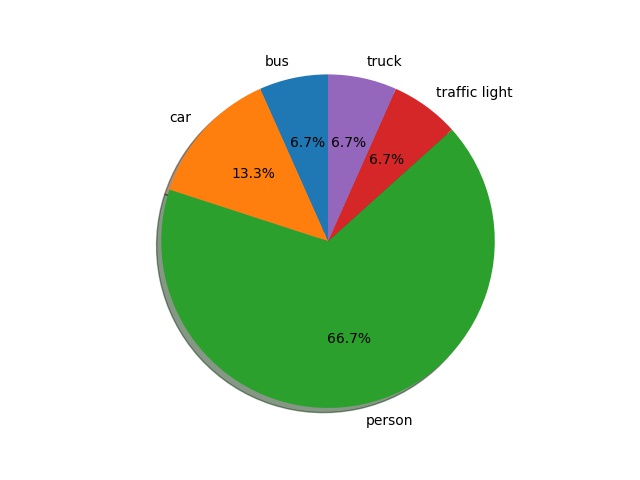 bus
truck
traffic light
car
6.7%
6.7%
6.7%
13.3%
66.7%
person